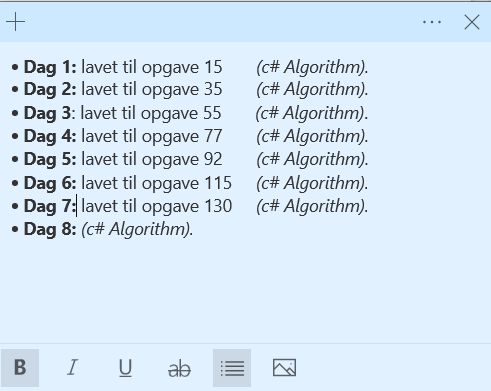 • Dag 1: lavet til opgave 15 (c# Algorithm).
• Dag 2: lavet til opgave 35 (c# Algorithm).
• Dag 3: lavet til opgave 55 (c# Algorithm).
• Dag 4: lavet til opgave 77 (c# Algorithm).
• Dag 5: lavet til opgave 92 (c# Algorithm).
• Dag 6: lavet til opgave 115 (c# Algorithm).
• Dag 7: lavet til opgave 130 (c# Algorithm).
• Dag 8: (c# Algorithm).
B I U ab